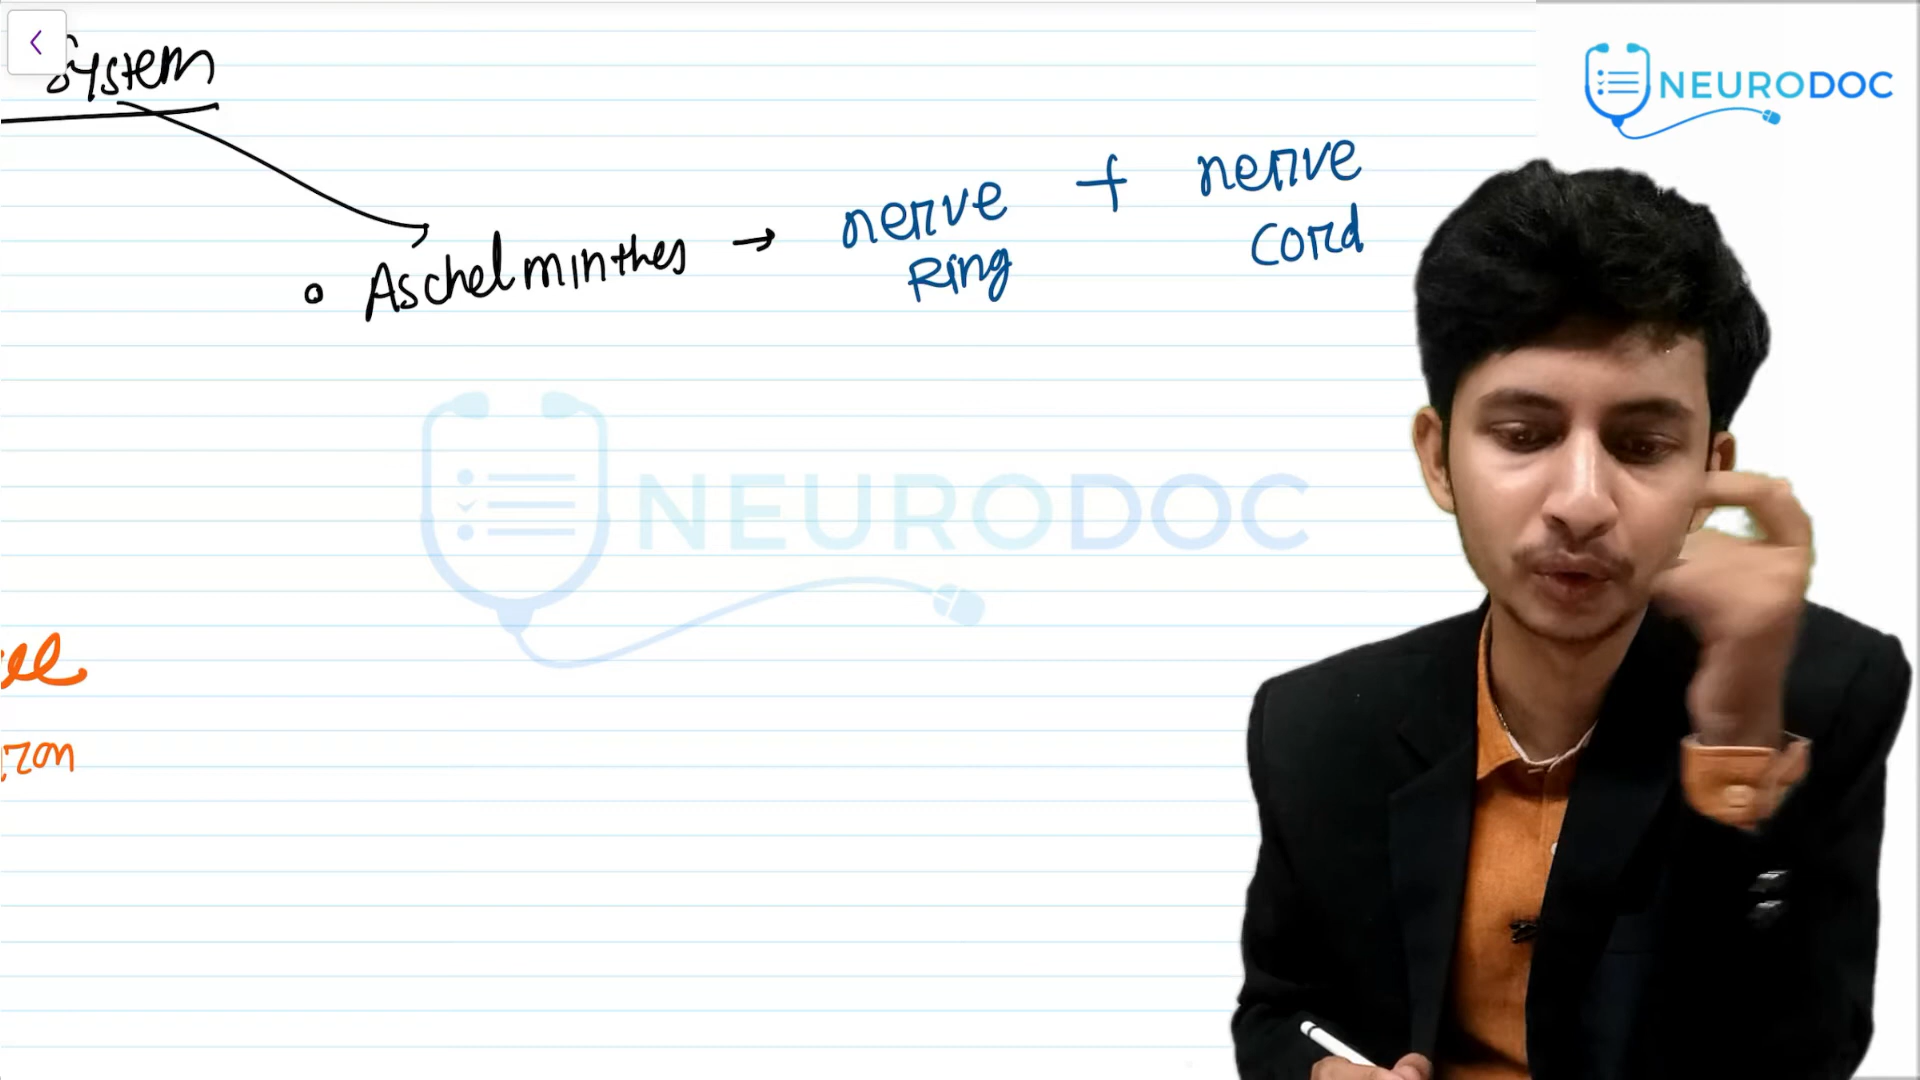 System
NEURODOC
nerve + nerve
Ring cord
• Aschelminthes →
NEURODOC